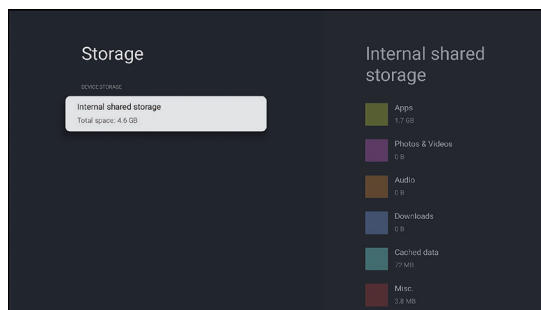 Storage
DEVICE STORAGE
Internal shared storage
Total space: 4.6 GB
Internal shared
storage
Apps
1.7 GB
Photos & Videos
0 B
Audio
0 B
Downloads
0 B
Cached data
72 MB
Misc.
3.8 MB